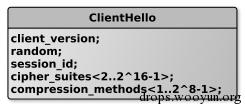 ClientHello
client_version;
random;
session_id;
cipher_suites<2..2^16-1>;
compression_methods<1..2^8-1>;
drops.wooyun.org